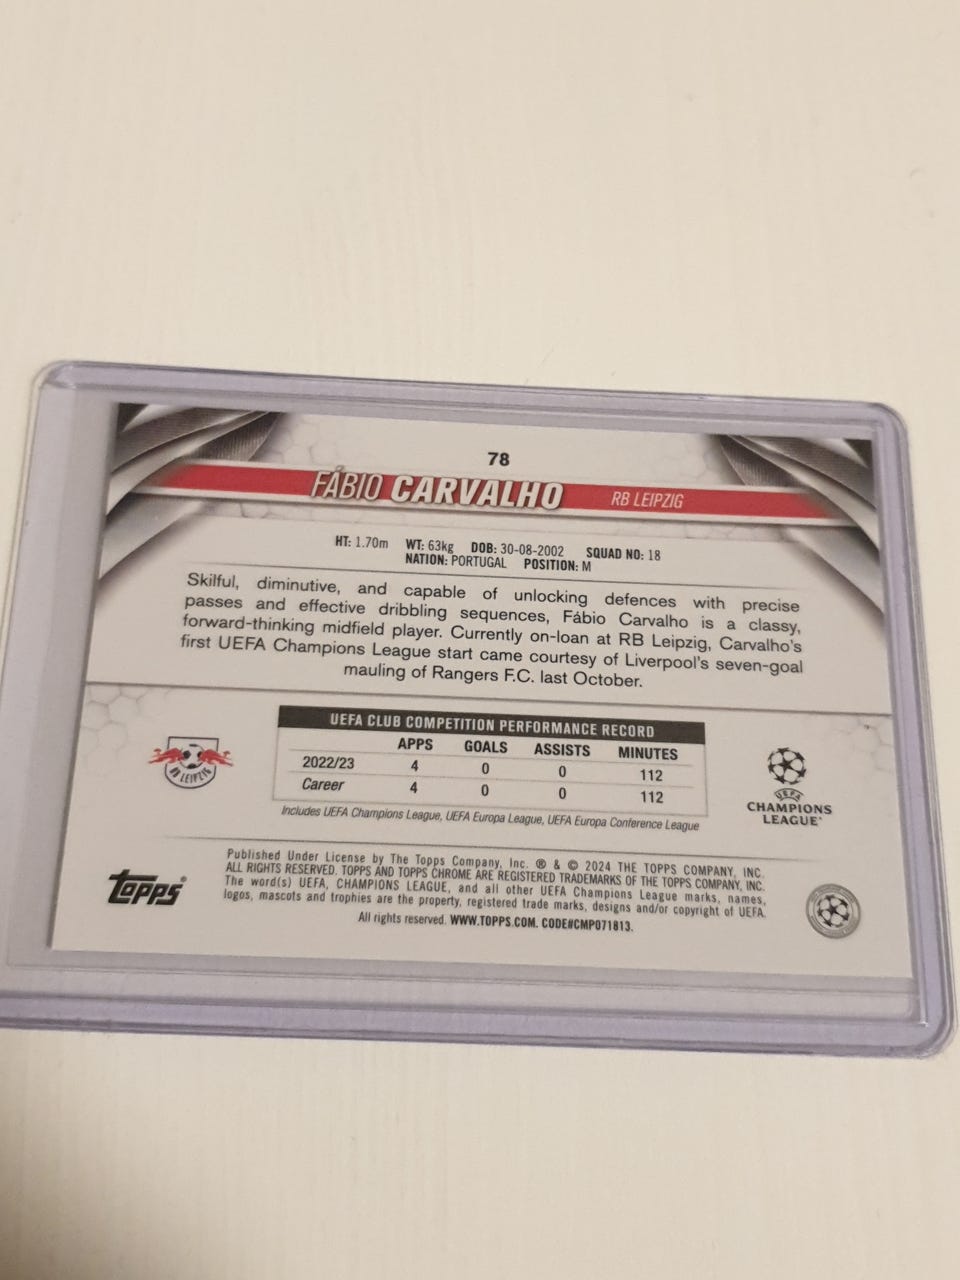 78
FÁBIO CARVALHO RB LEIPZIG
HT: 1.70m WT: 63kg DOB: 30-08-2002 SQUAD NO: 18
NATION: PORTUGAL POSITION: M
Skilful, diminutive, and capable of unlocking defences with precise
passes and effective dribbling sequences, Fábio Carvalho is a classy,
forward-thinking midfield player. Currently on-loan at RB Leipzig, Carvalho's
first UEFA Champions League start came courtesy of Liverpool's seven-goal
mauling of Rangers F.C. last October.
UEFA CLUB COMPETITION PERFORMANCE RECORD
APPS GOALS ASSISTS MINUTES
2022/23 4 0 0 112
Career 4 0 0 112
Includes UEFA Champions League, UEFA Europa League, UEFA Europa Conference League
RB LEIPZIG
UEFA
CHAMPIONS
LEAGUE®
Published Under License by The Topps Company, Inc. ® & © 2024 THE TOPPS COMPANY, INC.
ALL RIGHTS RESERVED. TOPPS AND TOPPS CHROME ARE REGISTERED TRADEMARKS OF THE TOPPS COMPANY, INC.
The word(s) UEFA, CHAMPIONS LEAGUE, and all other UEFA Champions League marks, names,
logos, mascots and trophies are the property, registered trade marks, designs and/or copyright of UEFA.
All rights reserved. WWW.TOPPS.COM. CODE#CMP071813.
topps®